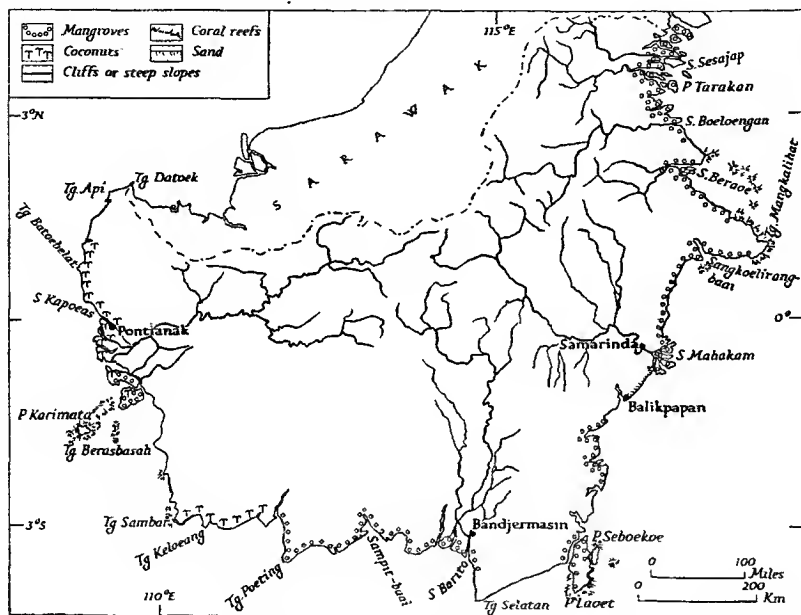 Mangroves
Coral reefs
Coconuts
Sand
Cliffs or steep slopes
115°E
S. Sesajap
P Tarakan
3°N
S. Boeloengan
SARAWAK
Tg. Datoek
Tg. Api
S. Beraoe
Tg. Mangkalihat
Tg Batoebelat
Sangkoelirang-
baai
S Kapoeas
Pontianak
0°
Samarinda
S. Mahakam
Balikpapan
P Karimata
Tg. Berasbasah
Tg Sambar
3°S
Tg Keloeang
Tg. Poeting
Sampit-baai
S Barito
Bandjermasin
P. Seboekoe
0 100
Miles
0 200
Km
110°E
Tg Selatan
P Laoet